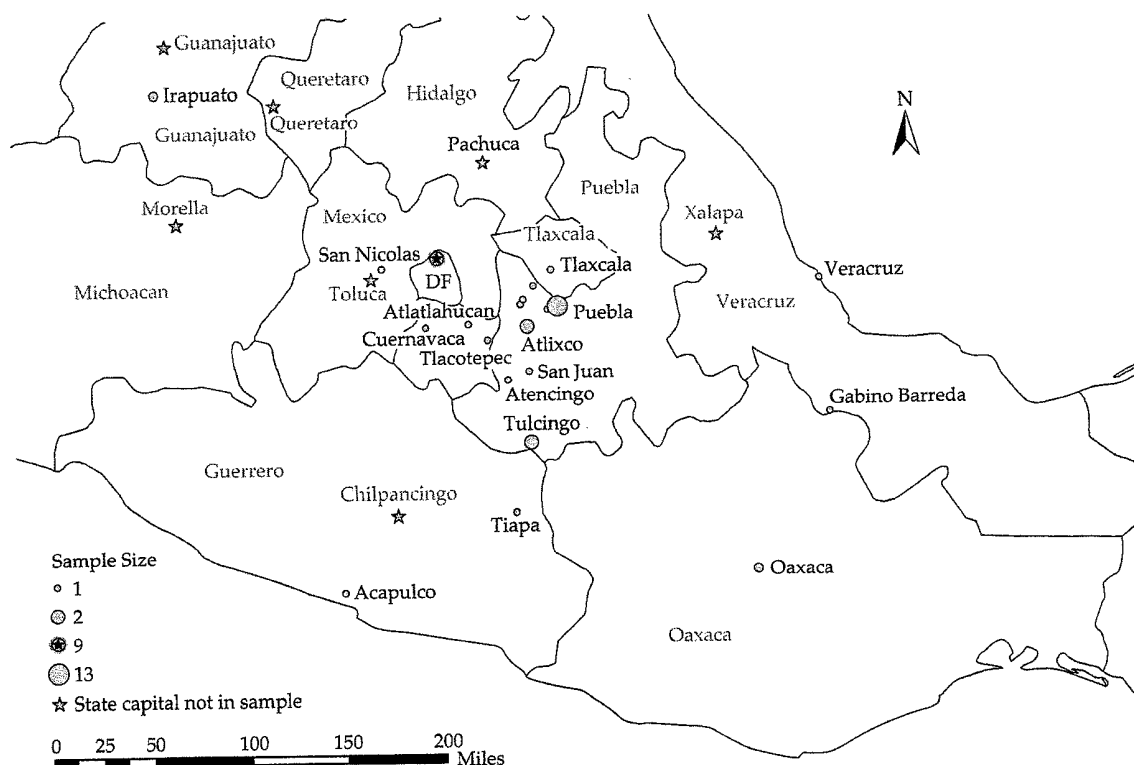 Guanajuato
Queretaro
Hidalgo
Irapuato
N
Queretaro
Guanajuato
Pachuca
Puebla
Morella
Mexico
Xalapa
Tlaxcala
San Nicolas
Tlaxcala
Veracruz
DF
Toluca
Michoacan
Veracruz
Atlatlahucan
Puebla
Cuernavaca
Atlixco
Tlacotepec
San Juan
Atencingo
Gabino Barreda
Tulcingo
Guerrero
Chilpancingo
Tiapa
Sample Size
1
Oaxaca
Acapulco
2
Oaxaca
9
13
State capital not in sample
0 25 50 100 150 200
Miles